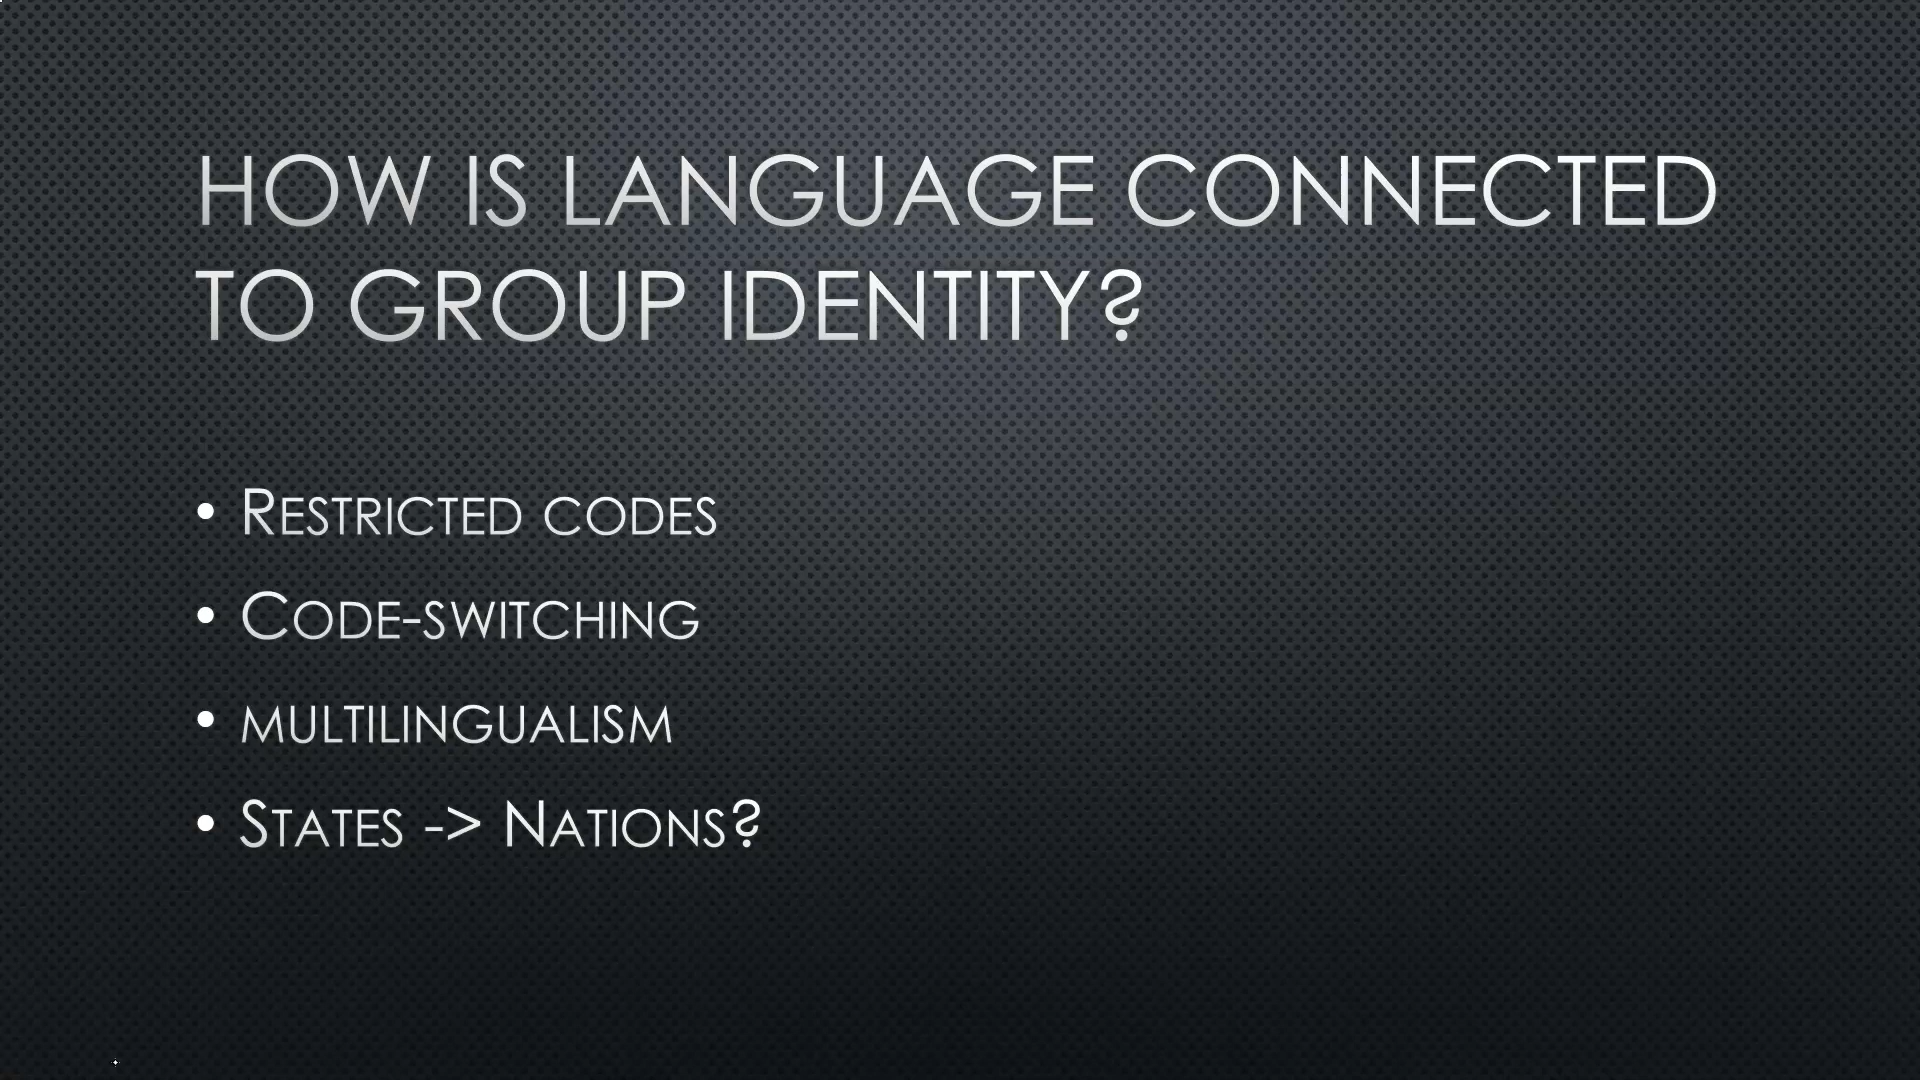 HOW IS LANGUAGE CONNECTED
TO GROUP IDENTITY?
• RESTRICTED CODES
• CODE-SWITCHING
• MULTILINGUALISM
• STATES -> NATIONS?